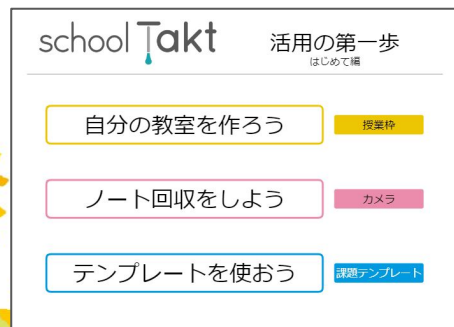 school Takt 活用の第一歩
はじめて編
自分の教室を作ろう 授業枠
ノート回収をしよう カメラ
テンプレートを使おう 課題テンプレート